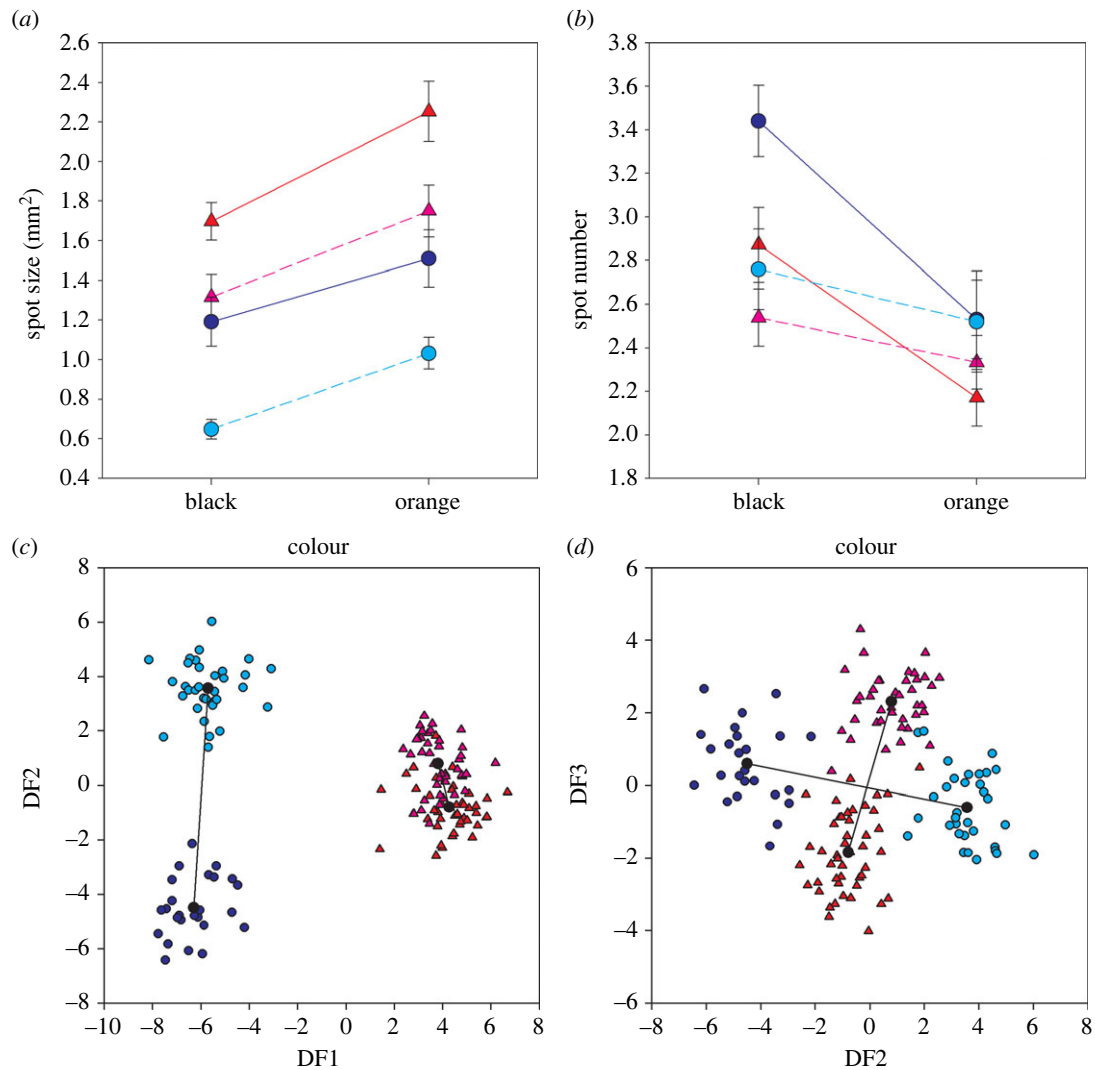 (a)
2.6
2.4
2.2
2.0
1.8
1.6
1.4
1.2
1.0
0.8
0.6
0.4
spot size (mm²)
black orange
colour
(b)
3.8
3.6
3.4
3.2
3.0
2.8
2.6
2.4
2.2
2.0
1.8
spot number
black orange
colour
(c)
8
6
4
2
0
–2
–4
–6
–8
DF2
–10 –8 –6 –4 –2 0 2 4 6 8
DF1
(d)
6
4
2
0
–2
–4
–6
DF3
–8 –6 –4 –2 0 2 4 6 8
DF2